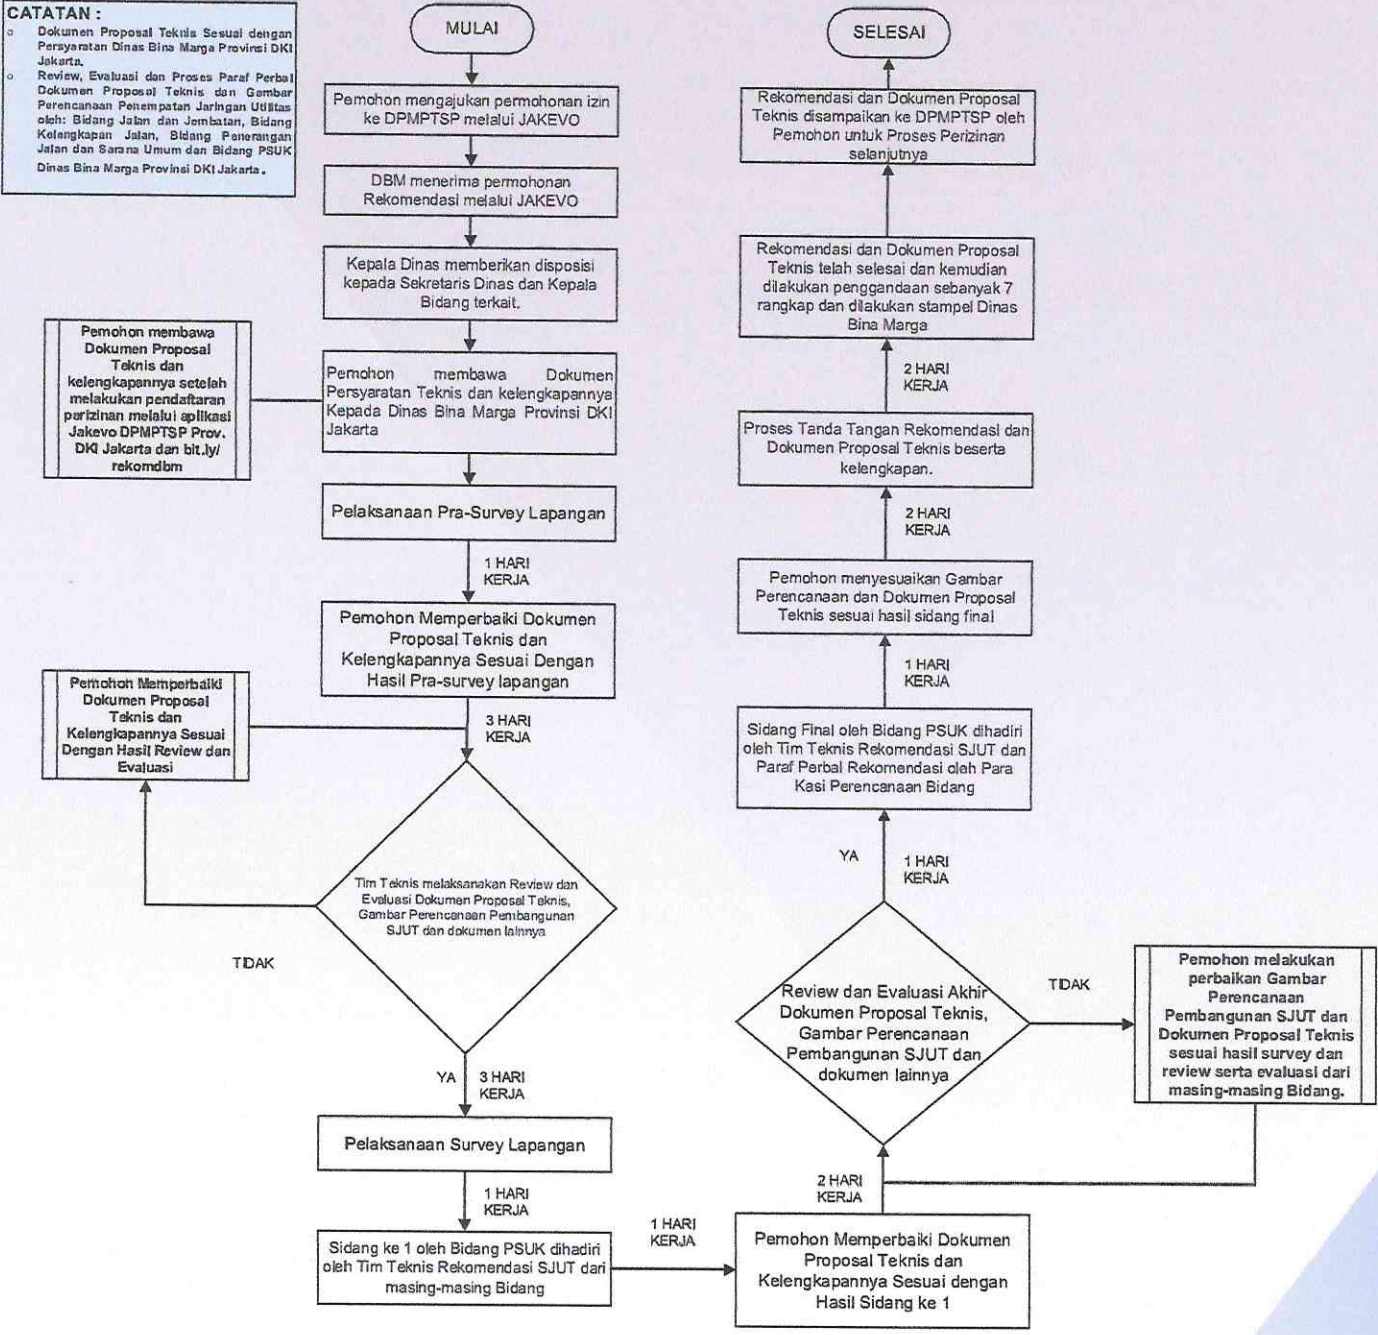 CATATAN :
Dokumen Proposal Teknis Sesuai dengan
Persyaratan Dinas Bina Marga Provinsi DKI
Jakarta.
Review, Evaluasi dan Proses Paraf Perbal
Dokumen Proposal Teknis dan Gambar
Perencanaan Penempatan Jaringan Utilitas
oleh: Bidang Jalan dan Jembatan, Bidang
Kelengkapan Jalan, Bidang Penerangan
Jalan dan Sarana Umum dan Bidang PSUK
Dinas Bina Marga Provinsi DKI Jakarta.
MULAI
Pemohon mengajukan permohonan izin
ke DPMPTSP melalui JAKEVO
DBM menerima permohonan
Rekomendasi melalui JAKEVO
Kepala Dinas memberikan disposisi
kepada Sekretaris Dinas dan Kepala
Bidang terkait.
Pemohon membawa
Dokumen Proposal
Teknis dan
kelengkapannya setelah
melakukan pendaftaran
perizinan melalui aplikasi
Jakevo DPMPTSP Prov.
DKI Jakarta dan bit.ly/
rekomdbm
Pemohon membawa Dokumen
Persyaratan Teknis dan kelengkapannya
Kepada Dinas Bina Marga Provinsi DKI
Jakarta
Pelaksanaan Pra-Survey Lapangan
1 HARI
KERJA
Pemohon Memperbaiki Dokumen
Proposal Teknis dan
Kelengkapannya Sesuai Dengan
Hasil Pra-survey lapangan
3 HARI
KERJA
Pemohon Memperbaiki
Dokumen Proposal
Teknis dan
Kelengkapannya Sesuai
Dengan Hasil Review dan
Evaluasi
Tim Teknis melaksanakan Review dan
Evaluasi Dokumen Proposal Teknis,
Gambar Perencanaan Pembangunan
SJUT dan dokumen lainnya
TIDAK
YA
3 HARI
KERJA
Pelaksanaan Survey Lapangan
1 HARI
KERJA
Sidang ke 1 oleh Bidang PSUK dihadiri
oleh Tim Teknis Rekomendasi SJUT dari
masing-masing Bidang
1 HARI
KERJA
Pemohon Memperbaiki Dokumen
Proposal Teknis dan
Kelengkapannya Sesuai dengan
Hasil Sidang ke 1
2 HARI
KERJA
Review dan Evaluasi Akhir
Dokumen Proposal Teknis,
Gambar Perencanaan
Pembangunan SJUT dan
dokumen lainnya
TIDAK
Pemohon melakukan
perbaikan Gambar
Perencanaan
Pembangunan SJUT dan
Dokumen Proposal Teknis
sesuai hasil survey dan
review serta evaluasi dari
masing-masing Bidang.
YA
1 HARI
KERJA
Sidang Final oleh Bidang PSUK dihadiri
oleh Tim Teknis Rekomendasi SJUT dan
Paraf Perbal Rekomendasi oleh Para
Kasi Perencanaan Bidang
1 HARI
KERJA
Pemohon menyesuaikan Gambar
Perencanaan dan Dokumen Proposal
Teknis sesuai hasil sidang final
2 HARI
KERJA
Proses Tanda Tangan Rekomendasi dan
Dokumen Proposal Teknis beserta
kelengkapan.
2 HARI
KERJA
Rekomendasi dan Dokumen Proposal
Teknis telah selesai dan kemudian
dilakukan penggandaan sebanyak 7
rangkap dan dilakukan stampel Dinas
Bina Marga
Rekomendasi dan Dokumen Proposal
Teknis disampaikan ke DPMPTSP oleh
Pemohon untuk Proses Perizinan
selanjutnya
SELESAI